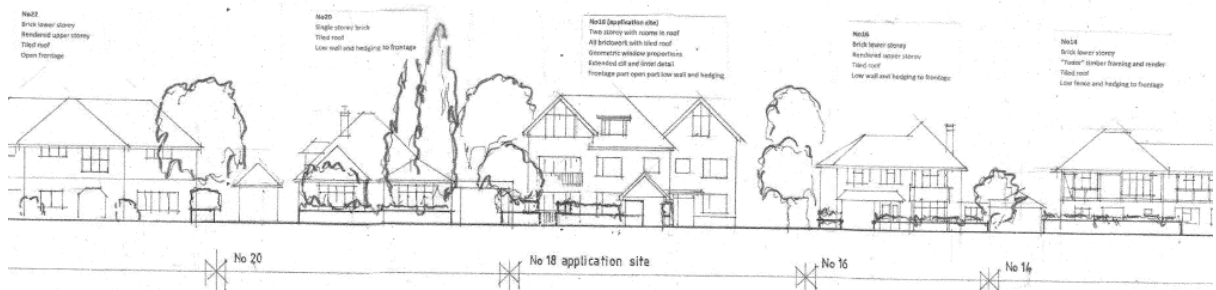 No22
Brick lower storey
Rendered upper storey
Tiled roof
Open frontage
No20
Single storey brick
Tiled roof
Low wall and hedging to frontage
No18 (application site)
Two storey with rooms in roof
All brickwork with tiled roof
Geometric window proportions
Extended cill and lintel detail
Frontage part open part low wall and hedging
No16
Brick lower storey
Rendered upper storey
Tiled roof
Low wall and hedging to frontage
No14
Brick lower storey
"Tudor" timber framing and render
Tiled roof
Low fence and hedging to frontage
No 20
No 18 application site
No 16
No 14